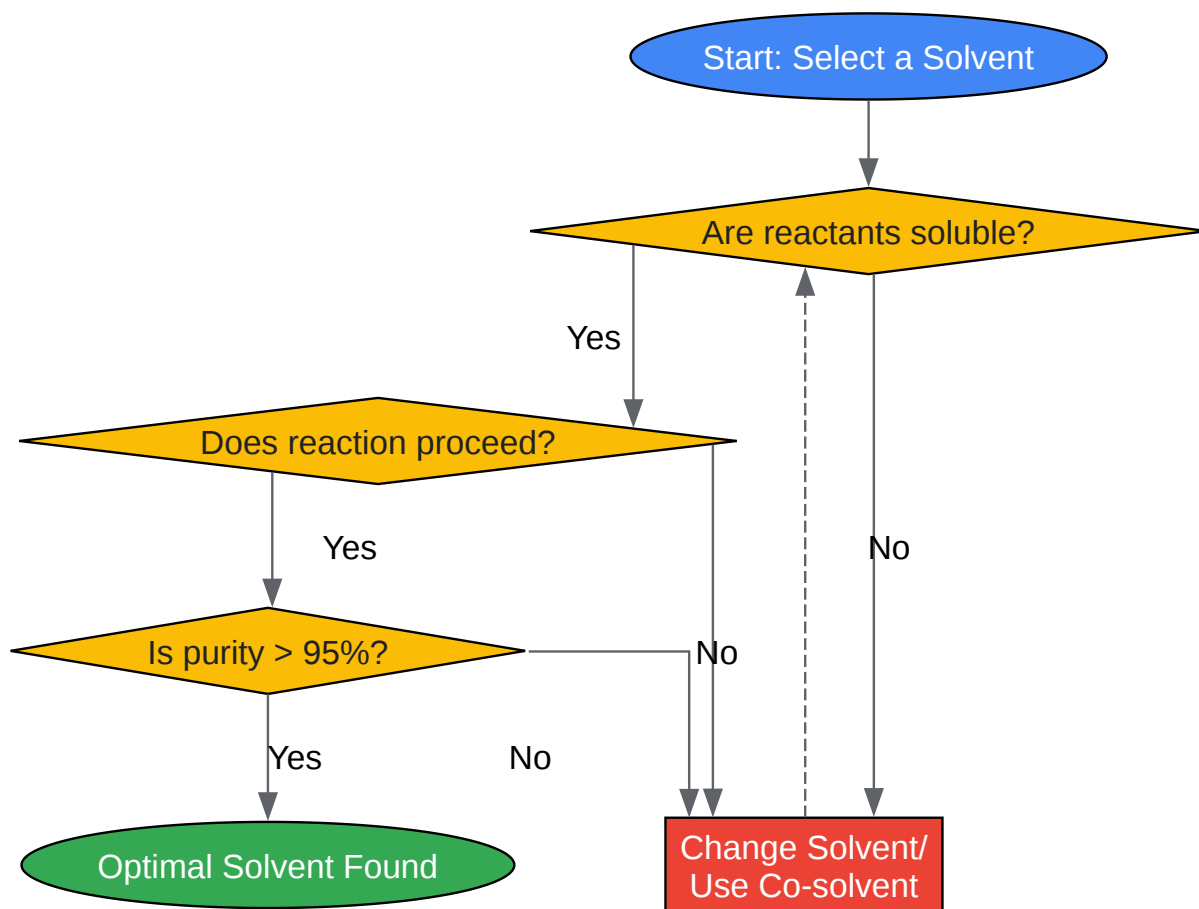 Start: Select a Solvent
Are reactants soluble?
Yes
Does reaction proceed?
Yes
No
Is purity > 95%?
No
Yes
No
Optimal Solvent Found
Change Solvent/
Use Co-solvent